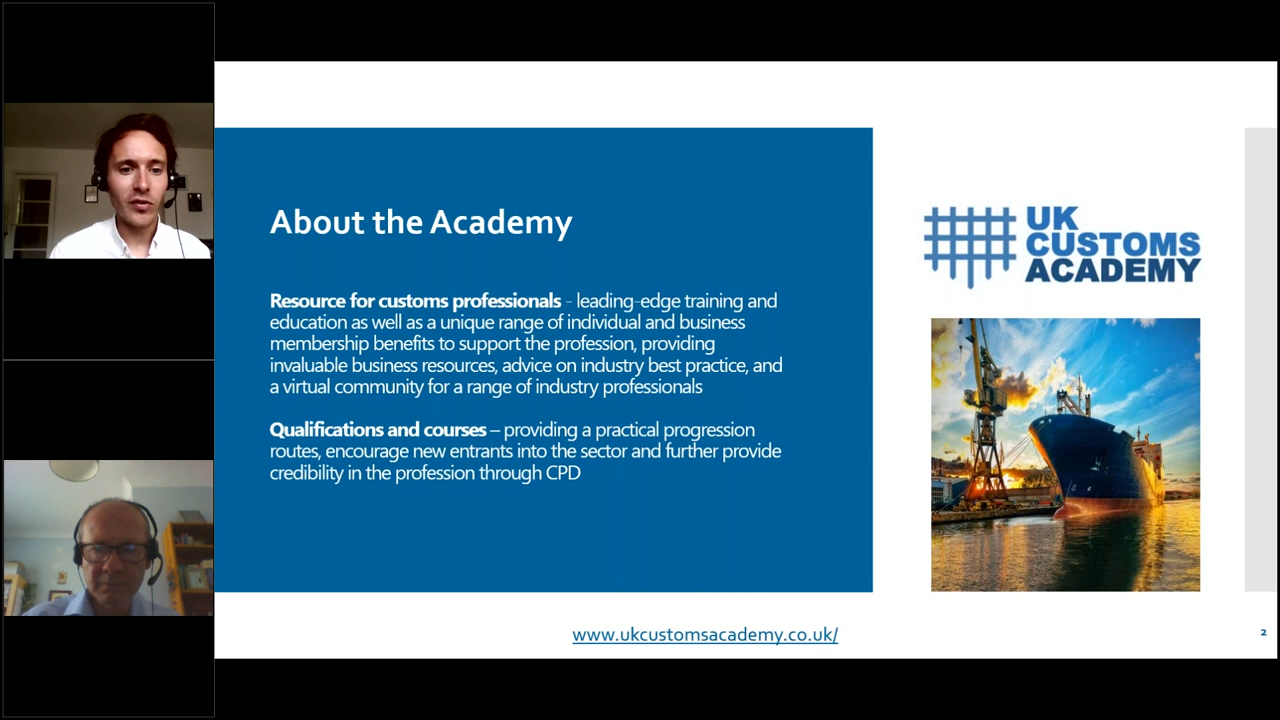 About the Academy
Resource for customs professionals - leading-edge training and
education as well as a unique range of individual and business
membership benefits to support the profession, providing
invaluable business resources, advice on industry best practice, and
a virtual community for a range of industry professionals
Qualifications and courses – providing a practical progression
routes, encourage new entrants into the sector and further provide
credibility in the profession through CPD
UK
CUSTOMS
ACADEMY
www.ukcustomsacademy.co.uk/
2